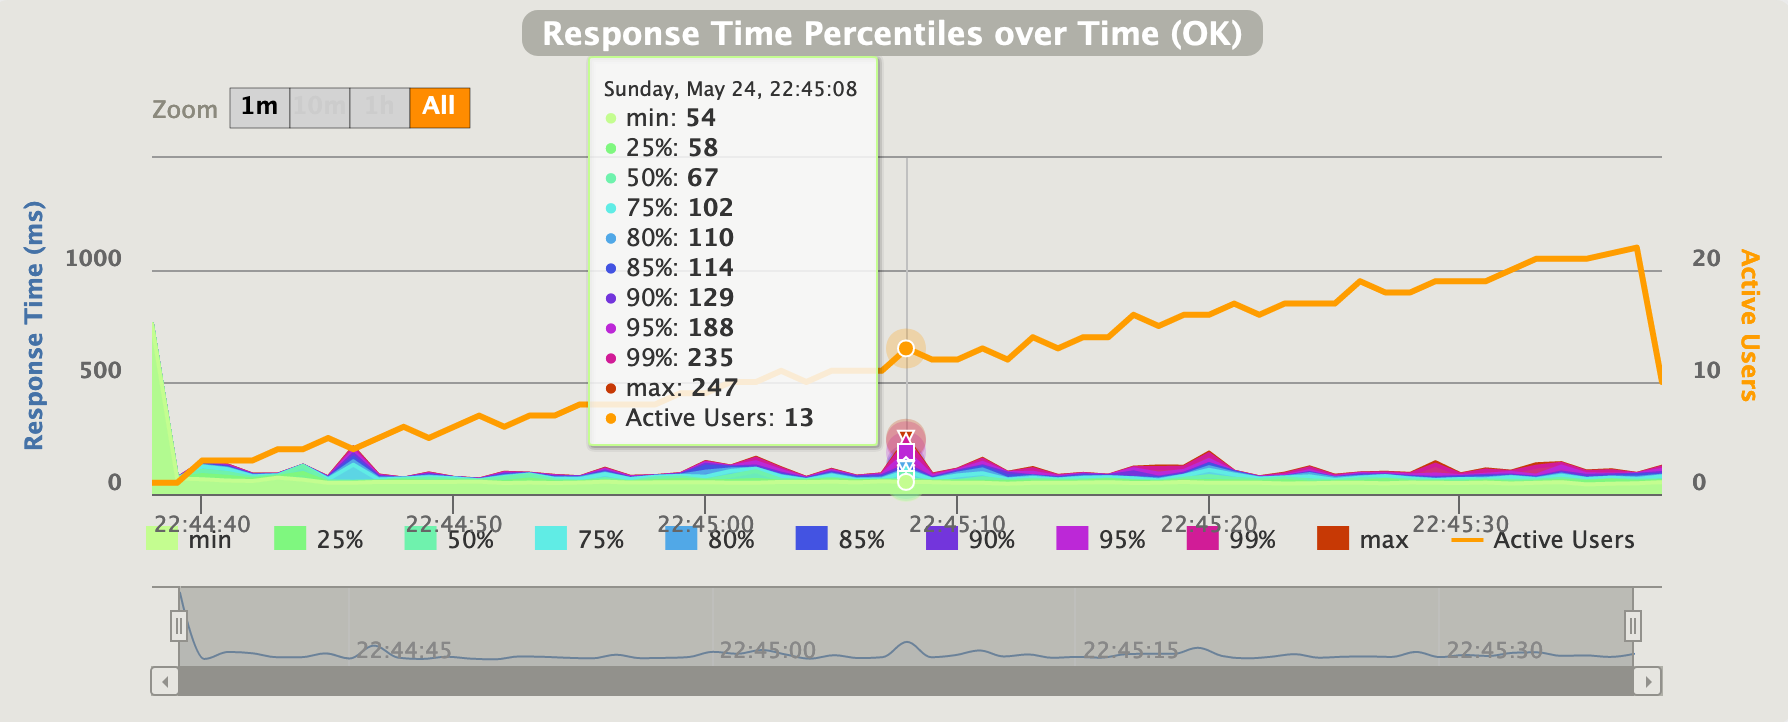 Response Time Percentiles over Time (OK)
Zoom 1m 10m 1h All
Sunday, May 24, 22:45:08
min: 54
25%: 58
50%: 67
75%: 102
80%: 110
85%: 114
90%: 129
95%: 188
99%: 235
max: 247
Active Users: 13
Response Time (ms)
1000
500
0
20
10
0
Active Users
22:44:40 22:44:50 22:45:00 22:45:10 22:45:20 22:45:30
min 25% 50% 75% 80% 85% 90% 95% 99% max Active Users
22:44:45 22:45:00 22:45:15 22:45:30